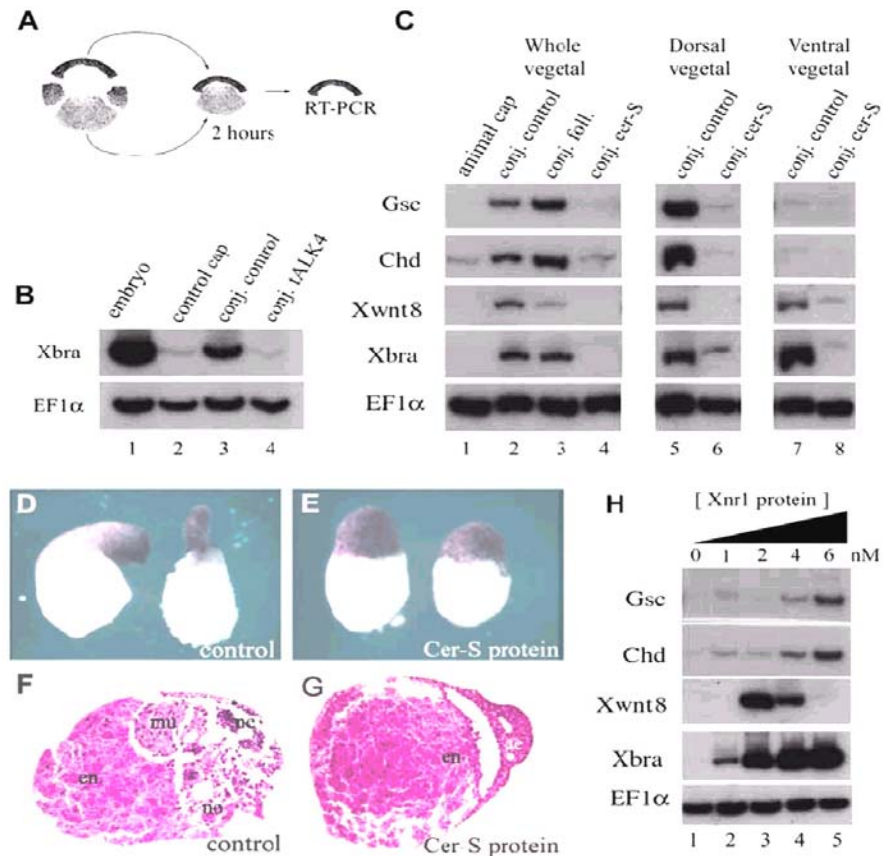 A
2 hours
RT-PCR
B
embryo
control cap
conj. control
conj. tALK4
Xbra
EF1α
1 2 3 4
C
Whole vegetal
Dorsal vegetal
Ventral vegetal
animal cap
conj. control
conj. foll.
conj. cer-S
conj. control
conj. cer-S
conj. control
conj. cer-S
Gsc
Chd
Xwnt8
Xbra
EF1α
1 2 3 4 5 6 7 8
D
control
E
Cer-S protein
F
en
mu
nc
no
control
G
en
Cer-S protein
H
[ Xnr1 protein ]
0 1 2 4 6 nM
Gsc
Chd
Xwnt8
Xbra
EF1α
1 2 3 4 5